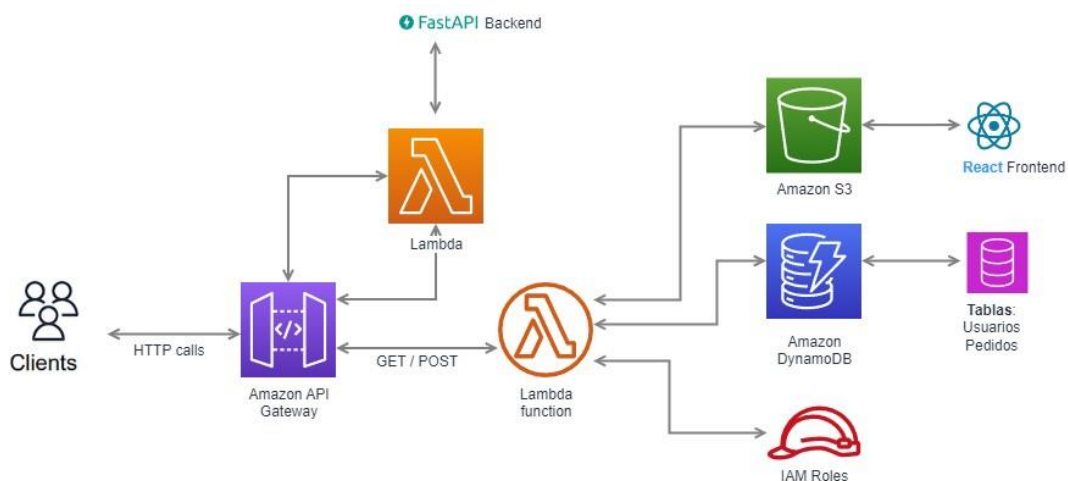 FastAPI Backend
Lambda
Clients
HTTP calls
Amazon API
Gateway
GET / POST
Lambda
function
Amazon S3
React Frontend
Amazon
DynamoDB
Tablas:
Usuarios
Pedidos
IAM Roles